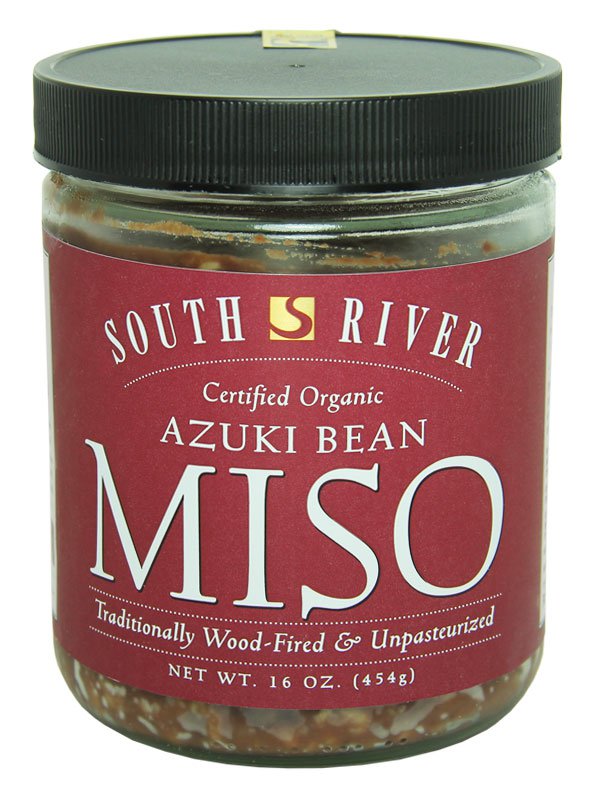 SOUTH S RIVER
Certified Organic
AZUKI BEAN
MISO
Traditionally Wood-Fired & Unpasteurized
NET WT. 16 OZ. (454g)